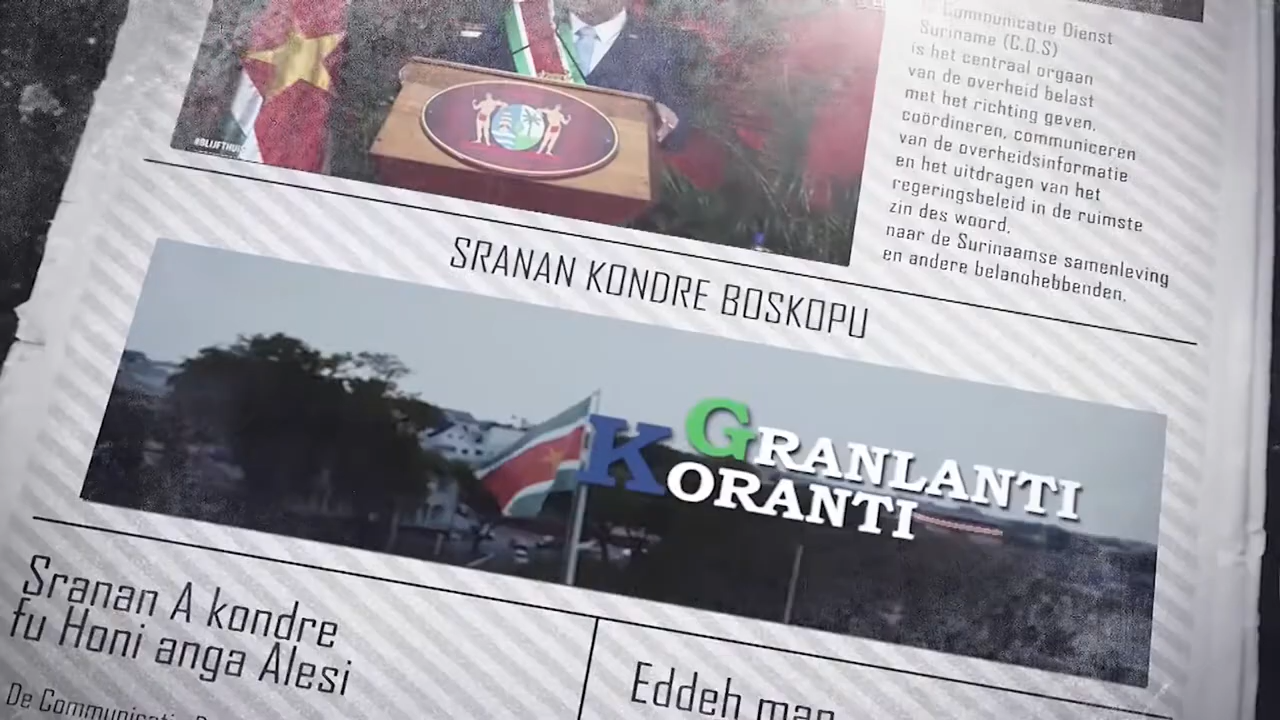 Communicatie Dienst
Suriname (C.D.S)
is het centraal orgaan
van de overheid belast
met het richting geven,
coördineren, communiceren
van de overheidsinformatie
en het uitdragen van het
regeringsbeleid in de ruimste
zin des woord,
naar de Surinaamse samenleving
en andere belanghebbenden.
SRANAN KONDRE BOSKOPU
GRANLANTI
KORANTI
Sranan A kondre
fu Honi anga Alesi
De
Eddeh man